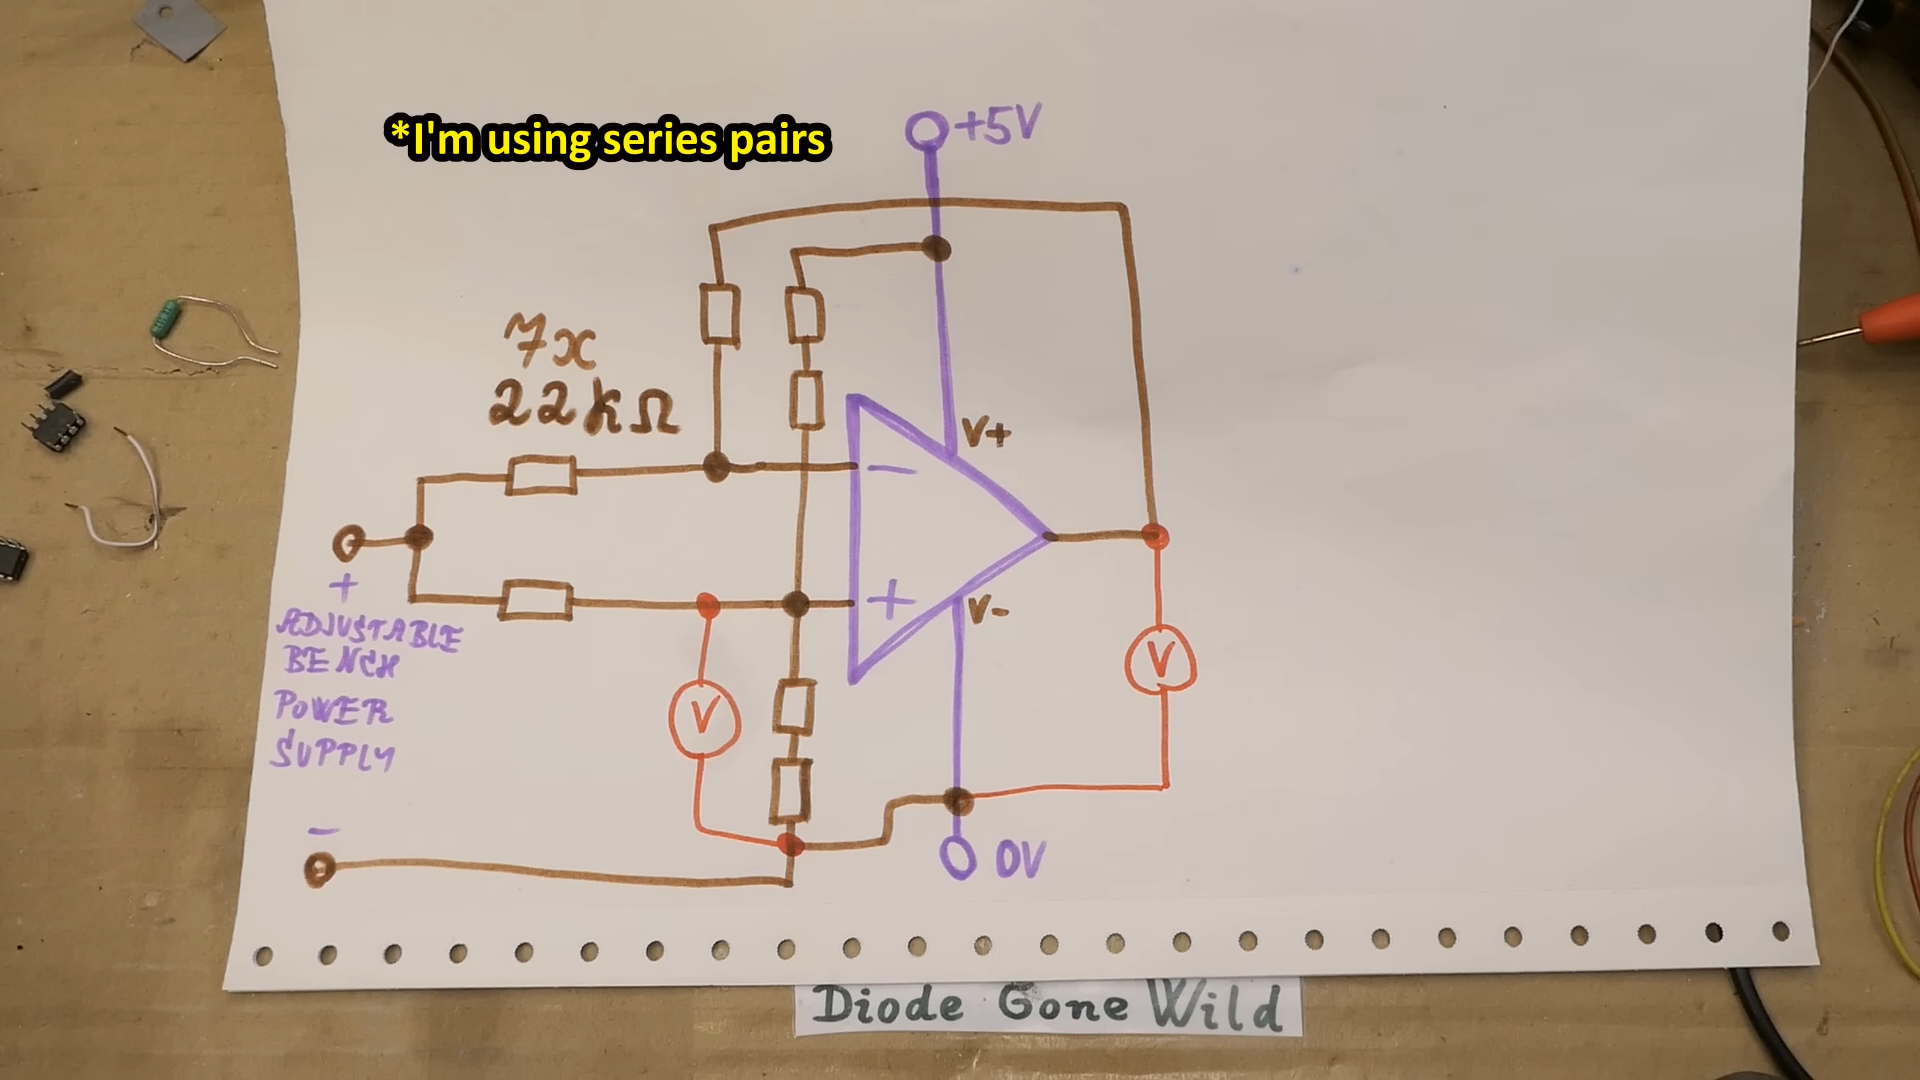 *I'm using series pairs
+5V
7x
22kΩ
V+
−
+
V-
+
ADJUSTABLE
BENCH
POWER
SUPPLY
V
V
−
0V
Diode Gone Wild